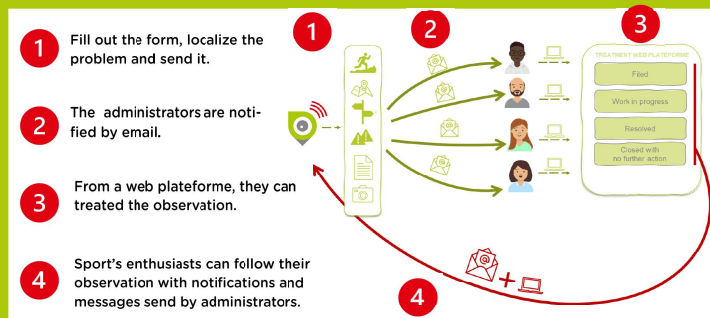 1
Fill out the form, localize the
problem and send it.
2
The administrators are noti-
fied by email.
3
From a web plateforme, they can
treated the observation.
4
Sport's enthusiasts can follow their
observation with notifications and
messages send by administrators.
1
2
3
TREATMENT WEB PLATEFORME
Filed
Work in progress
Resolved
Closed with
no further action
@
@
@
@
@
+
4